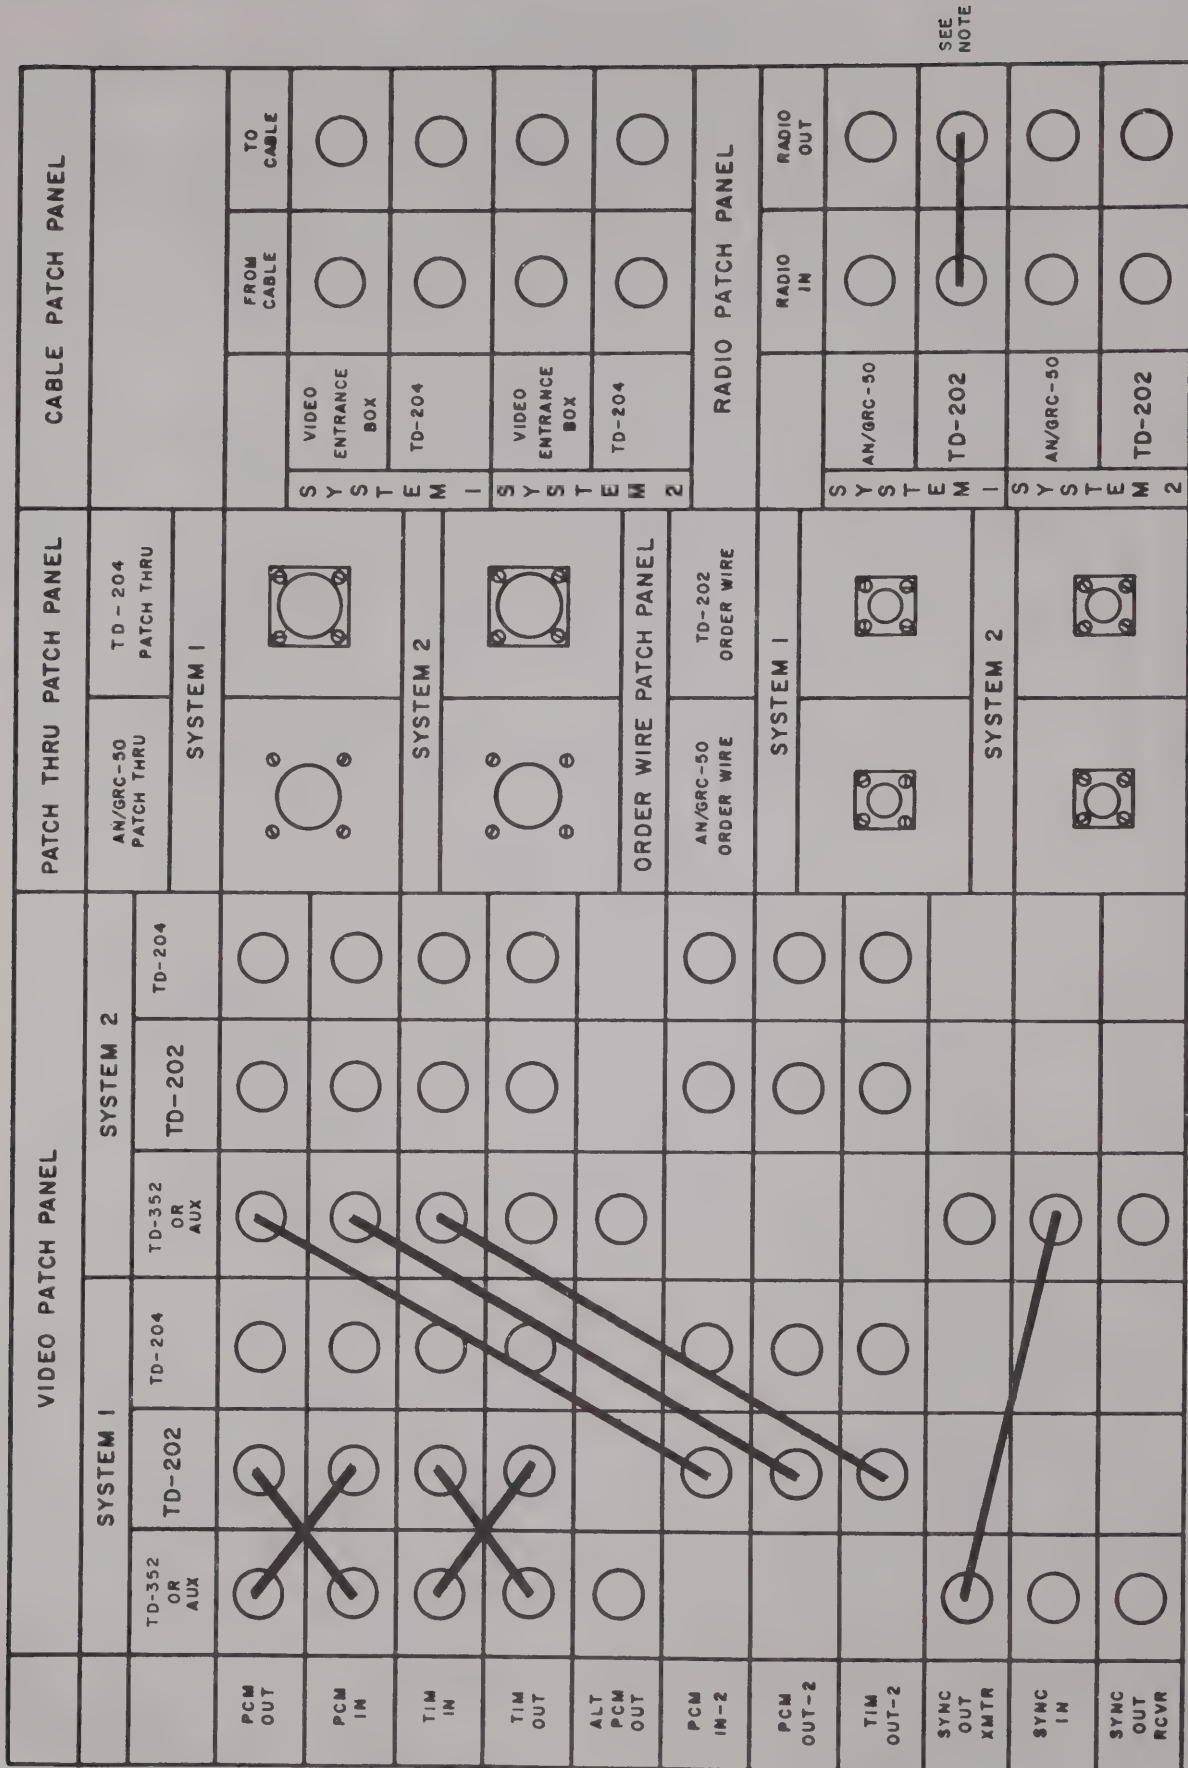 VIDEO PATCH PANEL
SYSTEM 1
SYSTEM 2
TD-352
OR
AUX
TD-202
TD-204
TD-352
OR
AUX
TD-202
TD-204
PCM
OUT
PCM
IN
TIM
IN
TIM
OUT
ALT
PCM
OUT
PCM
IN-2
PCM
OUT-2
TIM
OUT-2
SYNC
OUT
XMTR
SYNC
IN
SYNC
OUT
RCVR
PATCH THRU PATCH PANEL
AN/GRC-50
PATCH THRU
TD-204
PATCH THRU
SYSTEM 1
SYSTEM 2
ORDER WIRE PATCH PANEL
AN/GRC-50
ORDER WIRE
TD-202
ORDER WIRE
SYSTEM 1
SYSTEM 2
CABLE PATCH PANEL
FROM
CABLE
TO
CABLE
SYSTEM 1
VIDEO
ENTRANCE
BOX
TD-204
SYSTEM 2
VIDEO
ENTRANCE
BOX
TD-204
RADIO PATCH PANEL
RADIO
IN
RADIO
OUT
SYSTEM 1
AN/GRC-50
TD-202
SEE
NOTE
SYSTEM 2
AN/GRC-50
TD-202